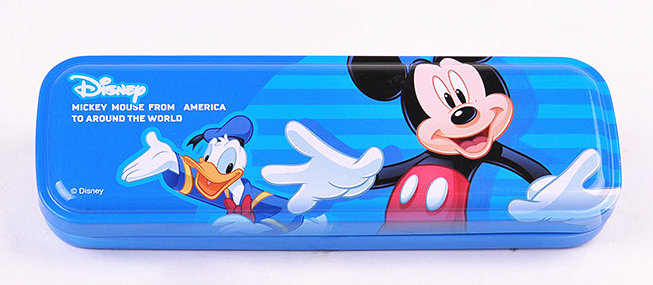 Disney
MICKEY MOUSE FROM AMERICA
TO AROUND THE WORLD
© Disney